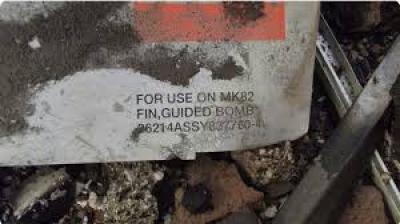 FOR USE ON MK82
FIN,GUIDED BOMB
96214ASSY837760-4